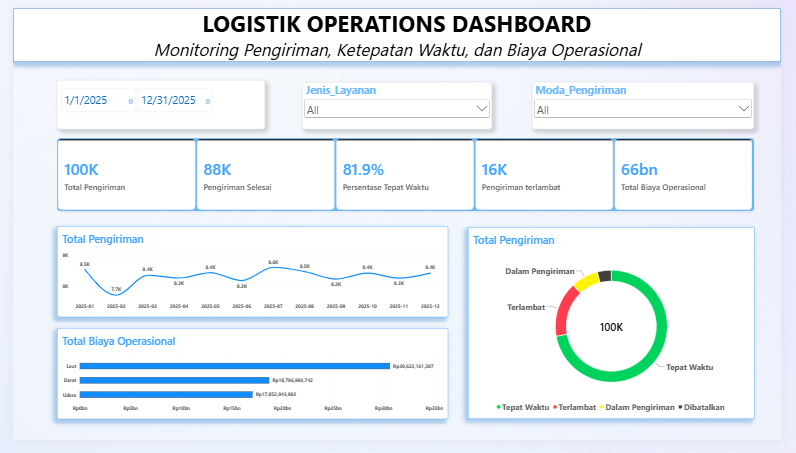 LOGISTIK OPERATIONS DASHBOARD
Monitoring Pengiriman, Ketepatan Waktu, dan Biaya Operasional
1/1/2025 12/31/2025
Jenis_Layanan
All
Moda_Pengiriman
All
100K
Total Pengiriman
88K
Pengiriman Selesai
81.9%
Persentase Tepat Waktu
16K
Pengiriman terlambat
66bn
Total Biaya Operasional
Total Pengiriman
9K
8K
8.5K 7.7K 8.4K 8.3K 8.4K 8.2K 8.6K 8.5K 8.2K 8.4K 8.3K 8.4K
2025-01 2025-02 2025-03 2025-04 2025-05 2025-06 2025-07 2025-08 2025-09 2025-10 2025-11 2025-12
Total Biaya Operasional
Laut Rp30,622,161,207
Darat Rp18,706,992,742
Udara Rp17,052,043,902
Rp0bn Rp5bn Rp10bn Rp15bn Rp20bn Rp25bn Rp30bn Rp35bn
Total Pengiriman
Dalam Pengiriman
Terlambat
100K
Tepat Waktu
Tepat Waktu Terlambat Dalam Pengiriman Dibatalkan